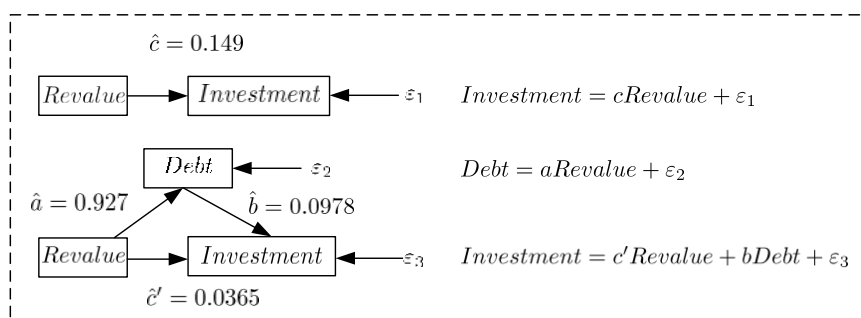 ĉ = 0.149
Revalue Investment ε₁ Investment = cRevalue + ε₁
Debt ε₂ Debt = aRevalue + ε₂
â = 0.927 b̂ = 0.0978
Revalue Investment ε₃ Investment = c′Revalue + bDebt + ε₃
ĉ′ = 0.0365